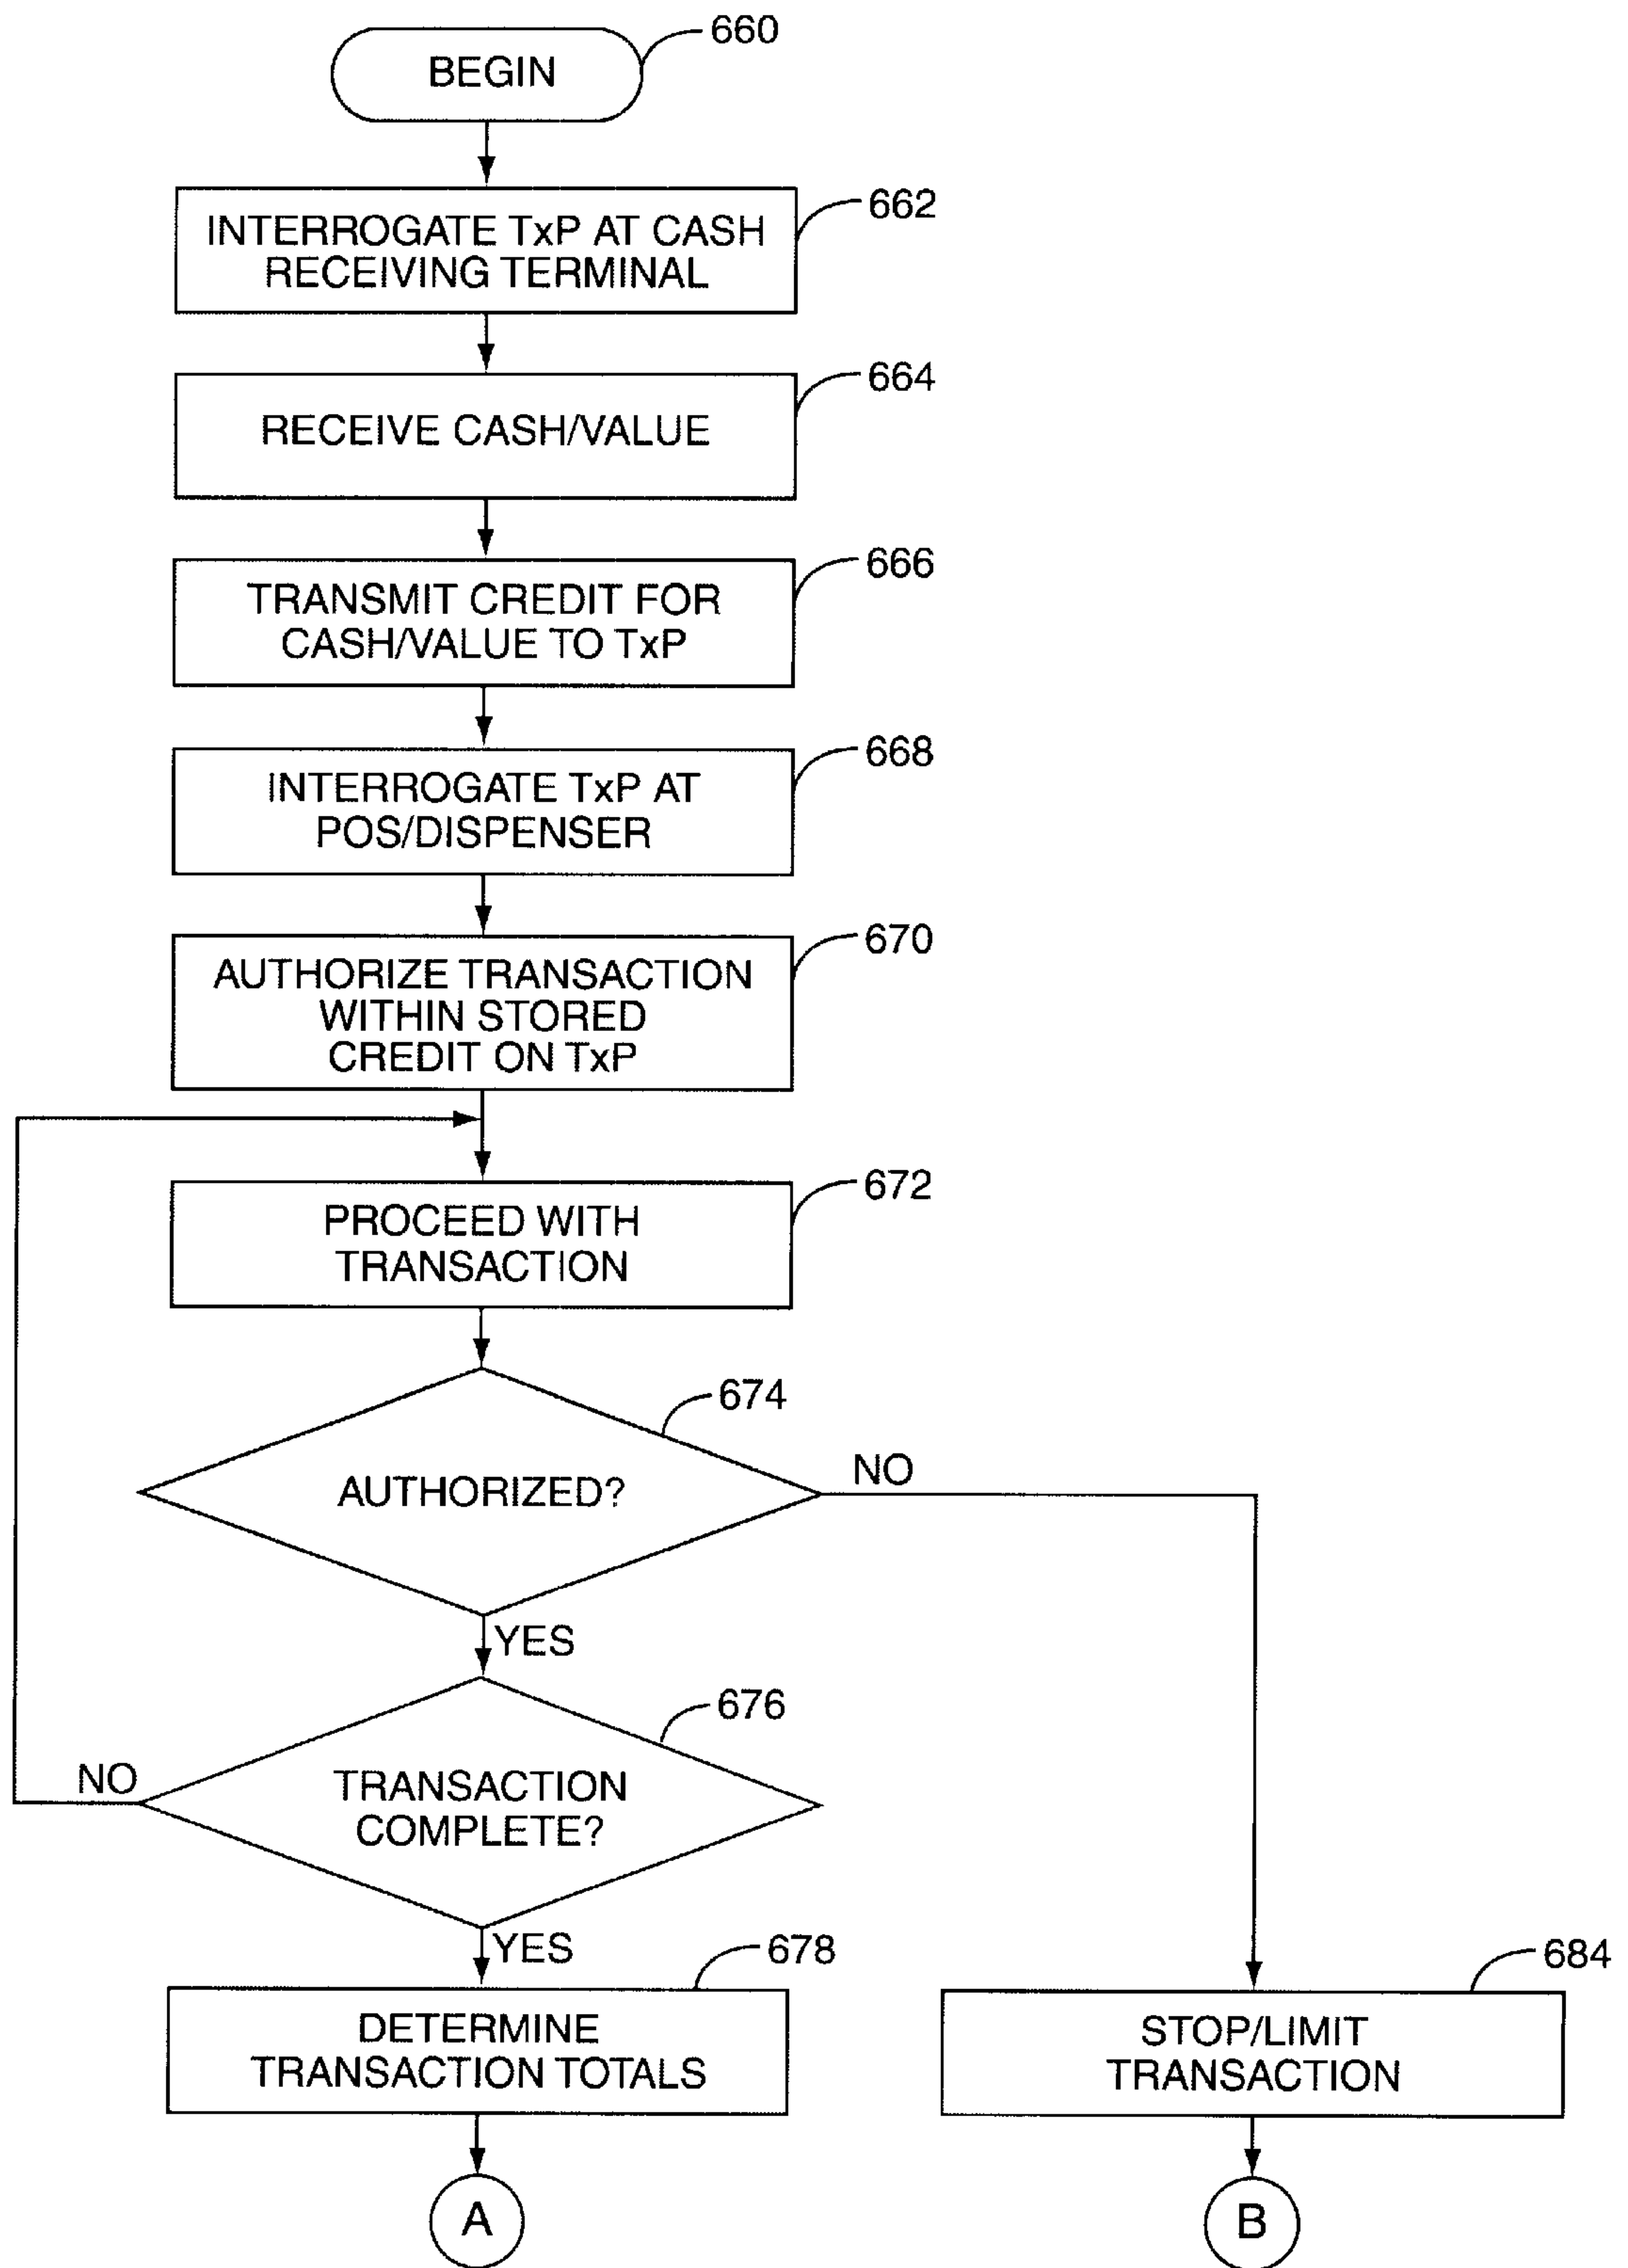 660
BEGIN
662
INTERROGATE TxP AT CASH
RECEIVING TERMINAL
664
RECEIVE CASH/VALUE
666
TRANSMIT CREDIT FOR
CASH/VALUE TO TxP
668
INTERROGATE TxP AT
POS/DISPENSER
670
AUTHORIZE TRANSACTION
WITHIN STORED
CREDIT ON TxP
672
PROCEED WITH
TRANSACTION
674
AUTHORIZED?
NO
YES
676
TRANSACTION
COMPLETE?
NO
YES
678
DETERMINE
TRANSACTION TOTALS
684
STOP/LIMIT
TRANSACTION
A
B